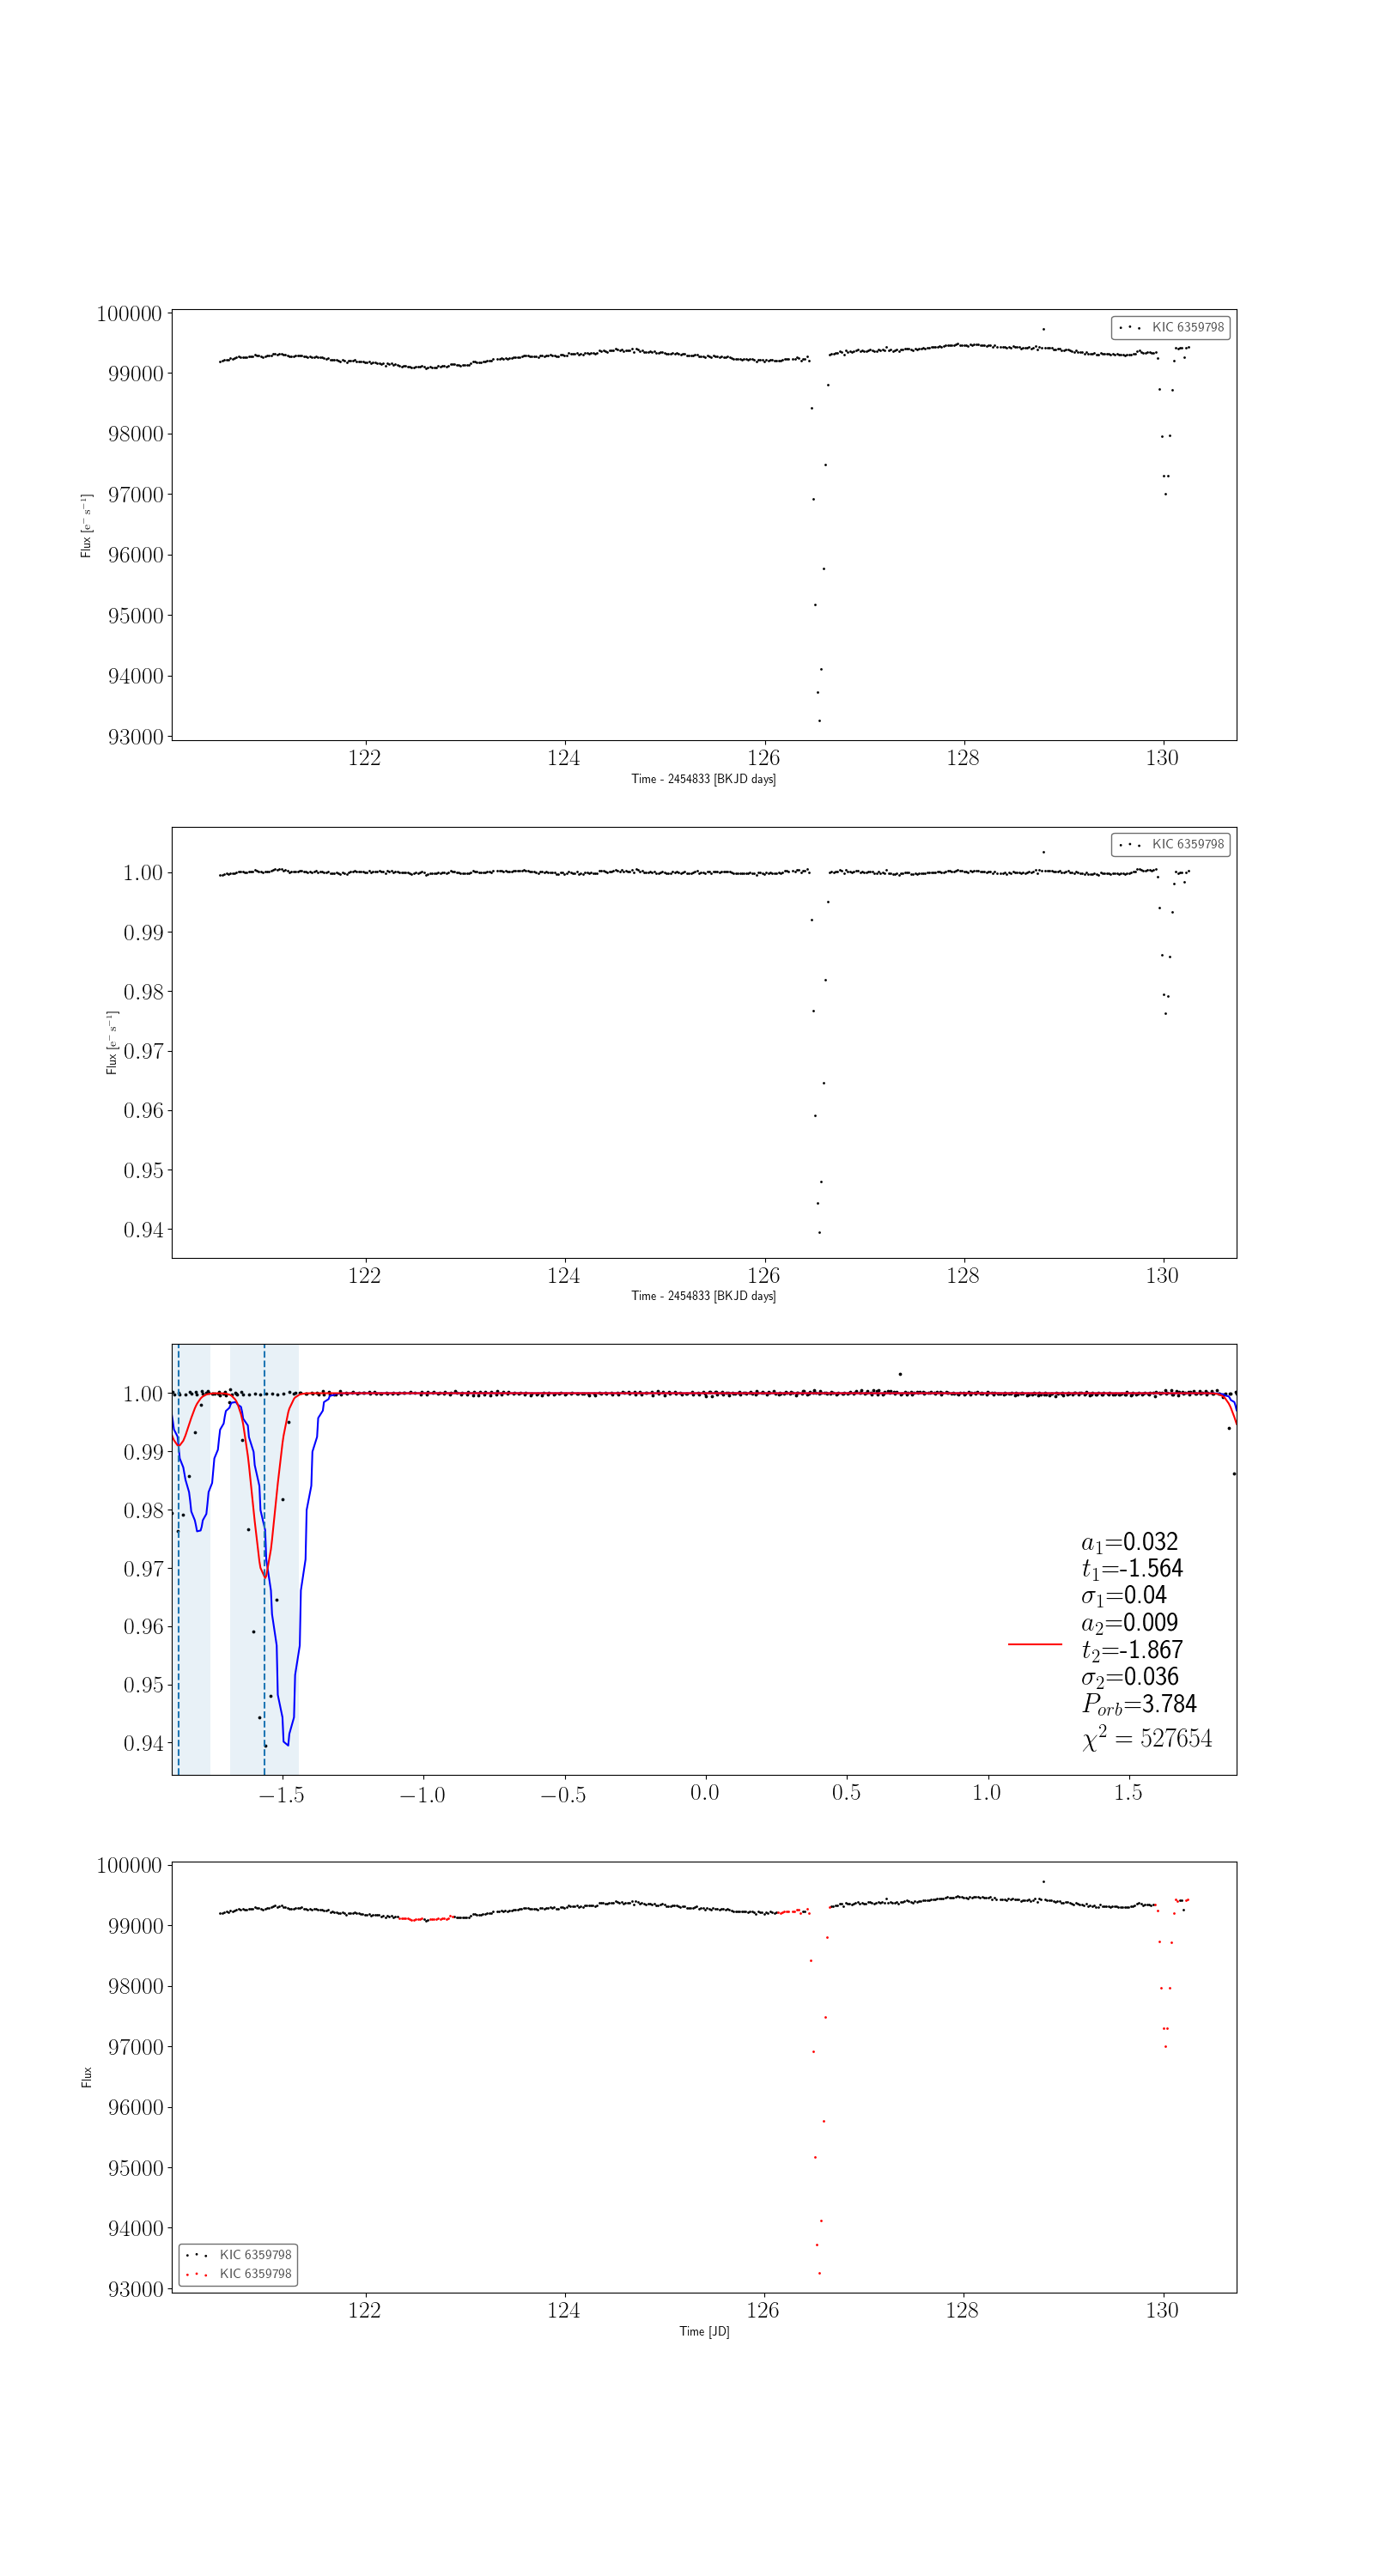 100000
99000
98000
97000
96000
95000
94000
93000
Flux [e⁻ s⁻¹]
KIC 6359798
122 124 126 128 130
Time - 2454833 [BKJD days]
1.00
0.99
0.98
0.97
0.96
0.95
0.94
Flux [e⁻ s⁻¹]
KIC 6359798
122 124 126 128 130
Time - 2454833 [BKJD days]
1.00
0.99
0.98
0.97
0.96
0.95
0.94
a₁=0.032
t₁=-1.564
σ₁=0.04
a₂=0.009
t₂=-1.867
σ₂=0.036
P_orb=3.784
χ² = 527654
−1.5 −1.0 −0.5 0.0 0.5 1.0 1.5
100000
99000
98000
97000
96000
95000
94000
93000
Flux
KIC 6359798
KIC 6359798
122 124 126 128 130
Time [JD]